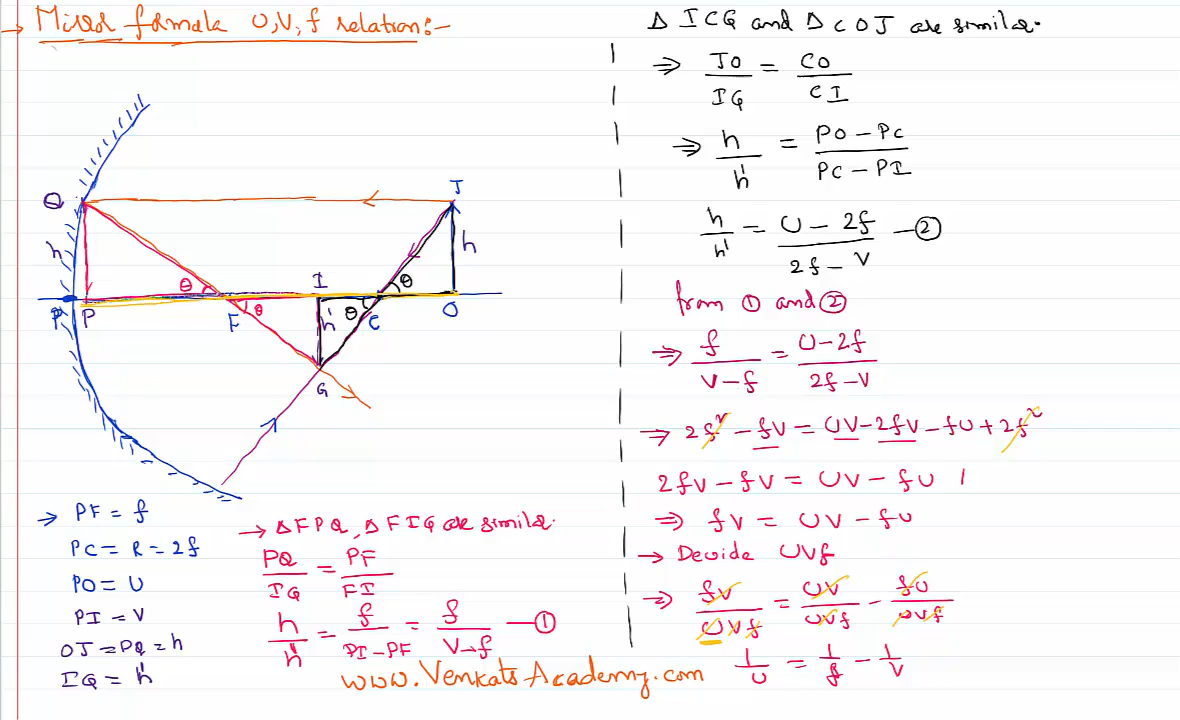 → Mirror formula U,V,f relation:-
Q
J
h
h
θ
θ
I
θ
θ
P
P
F
h'
C
O
G
→ PF = f
PC = R = 2f
PO = U
PI = V
OJ = PQ = h
IG = h'
→ Δ FPQ, Δ FIG are similar.
PQ/IG = PF/FI
h/h' = f/PI-PF = f/V-f —①
www.VenkatsAcademy.com
Δ ICG and Δ COJ are similar.
⇒ JO/IG = CO/CI
⇒ h/h' = PO-PC/PC-PI
h/h' = U-2f/2f-V —②
from ① and ②
⇒ f/V-f = U-2f/2f-V
⇒ 2f² - fV = UV-2fV-fU+2f²
2fV-fV = UV-fU
⇒ fV = UV-fU
→ Devide UVf
⇒ fV/UVf = UV/UVf - fU/UVf
1/U = 1/f - 1/V